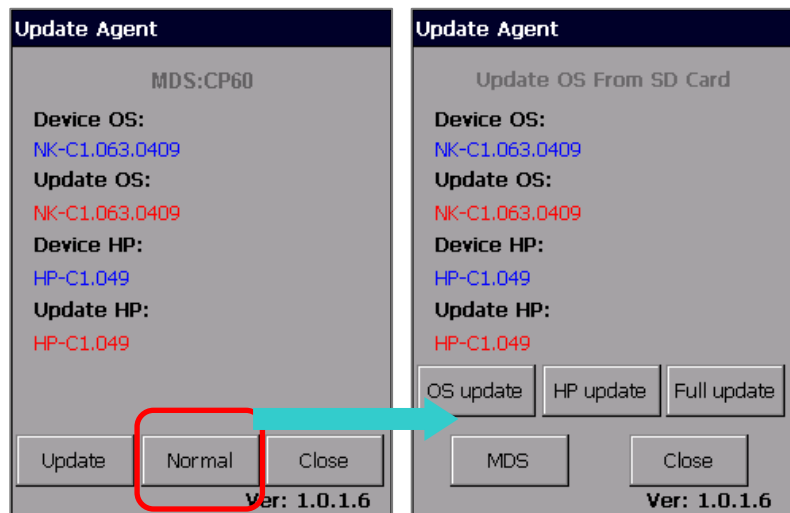 Update Agent
MDS:CP60
Device OS:
NK-C1.063.0409
Update OS:
NK-C1.063.0409
Device HP:
HP-C1.049
Update HP:
HP-C1.049
Update Normal Close
Ver: 1.0.1.6
Update Agent
Update OS From SD Card
Device OS:
NK-C1.063.0409
Update OS:
NK-C1.063.0409
Device HP:
HP-C1.049
Update HP:
HP-C1.049
OS update HP update Full update
MDS Close
Ver: 1.0.1.6